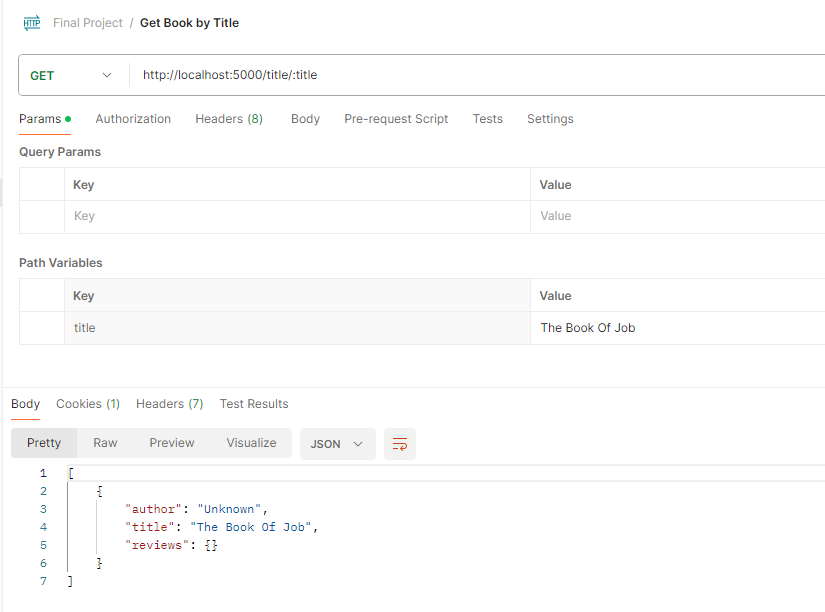 HTTP Final Project / Get Book by Title
GET http://localhost:5000/title/:title
Params Authorization Headers (8) Body Pre-request Script Tests Settings
Query Params
Key Value
Key Value
Path Variables
Key Value
title The Book Of Job
Body Cookies (1) Headers (7) Test Results
Pretty Raw Preview Visualize JSON
1 [
2 {
3 "author": "Unknown",
4 "title": "The Book Of Job",
5 "reviews": {}
6 }
7 ]